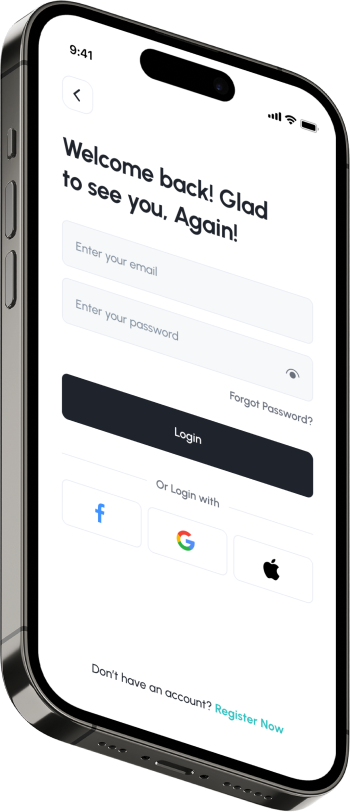 9:41
Welcome back! Glad
to see you, Again!
Enter your email
Enter your password
Forgot Password?
Login
Or Login with
Don't have an account? Register Now